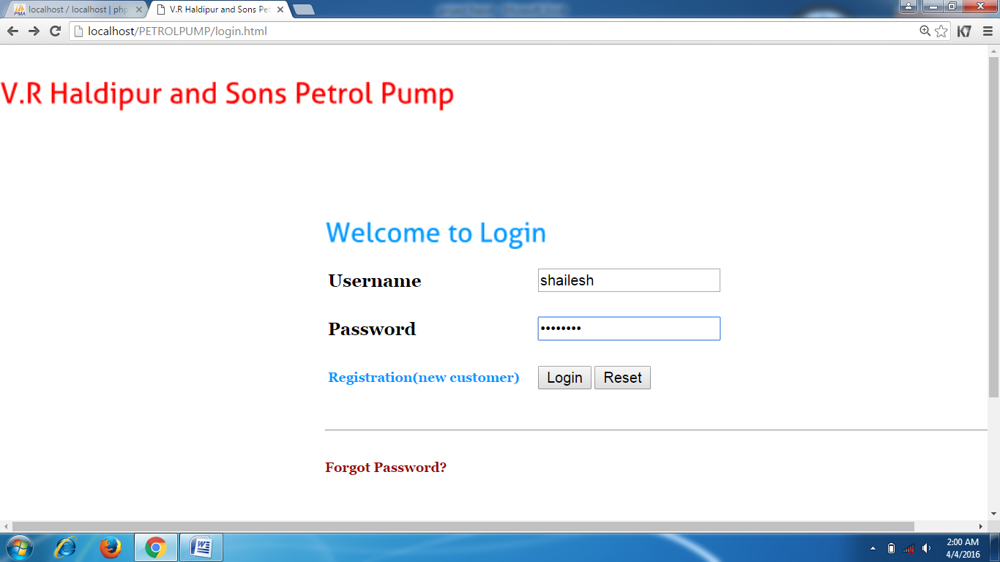 localhost / localhost | php
V.R Haldipur and Sons Pet
localhost/PETROLPUMP/login.html
V.R Haldipur and Sons Petrol Pump
Welcome to Login
Username
shailesh
Password
••••••••
Registration(new customer)
Login
Reset
Forgot Password?
2:00 AM
4/4/2016